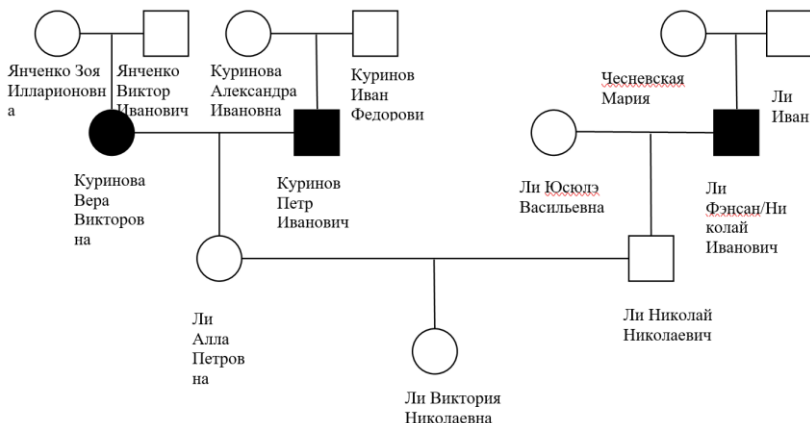 Янченко Зоя
Илларионовн
а
Янченко
Виктор
Иванович
Куринова
Александра
Ивановна
Куринов
Иван
Федорови
Чесневская
Мария
Ли
Иван
Куринова
Вера
Викторов
на
Куринов
Петр
Иванович
Ли Юсюлэ
Васильевна
Ли
Фэнсан/Ни
колай
Иванович
Ли
Алла
Петров
на
Ли Николай
Николаевич
Ли Виктория
Николаевна